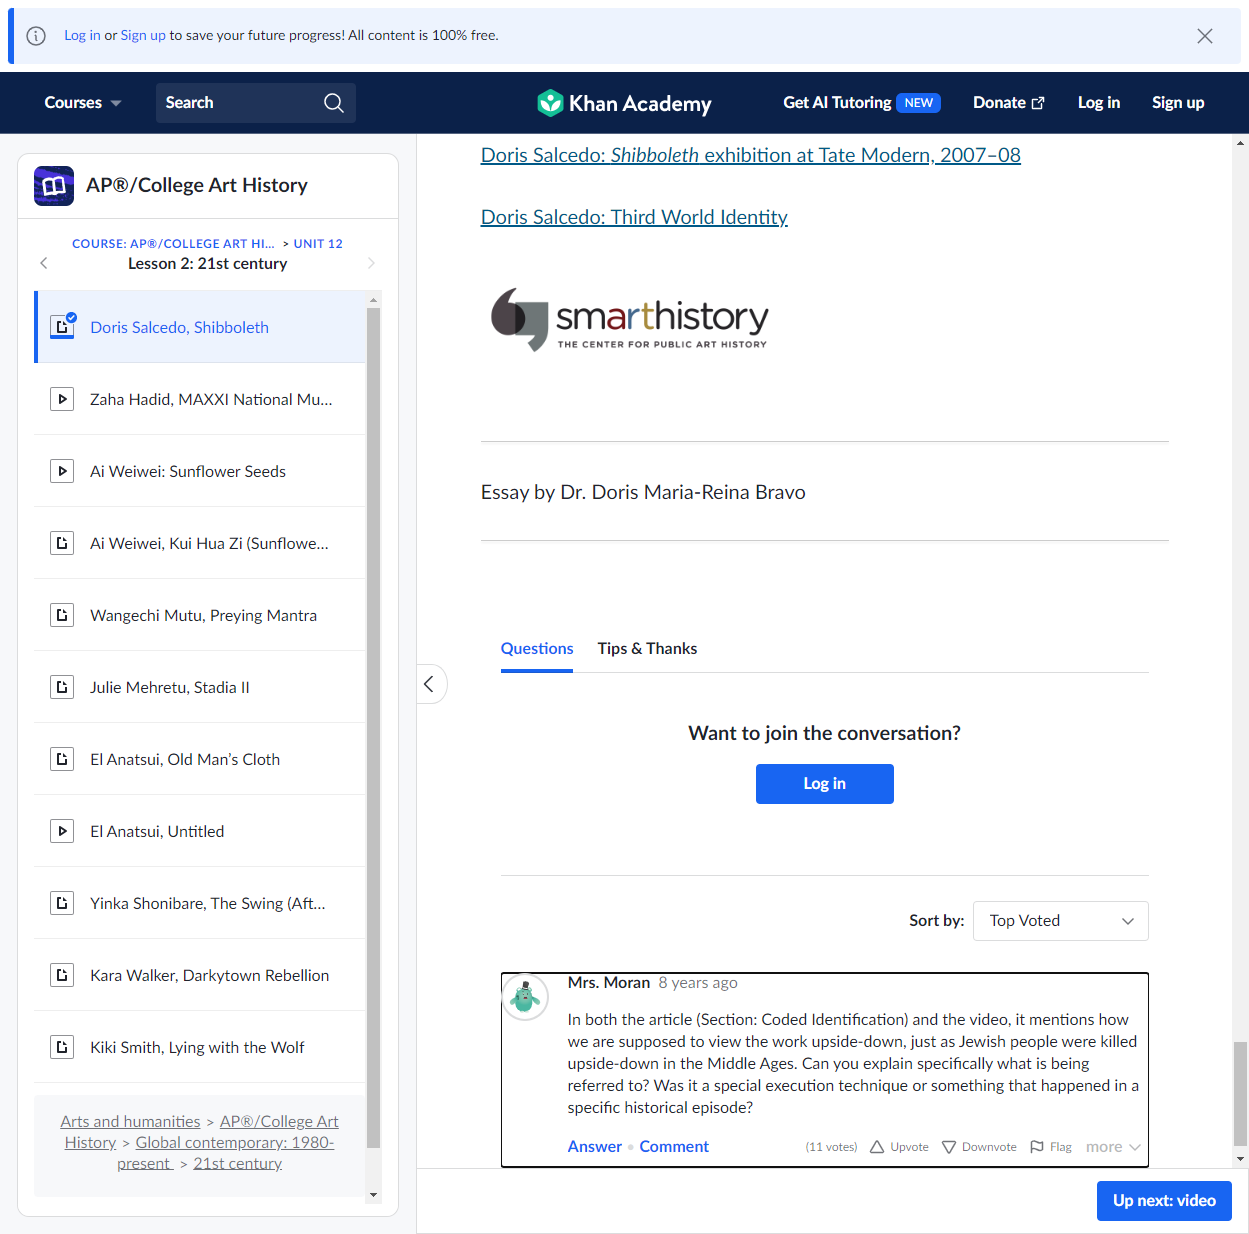 Log in or Sign up to save your future progress! All content is 100% free.
Courses
Search
Khan Academy
Get AI Tutoring NEW
Donate
Log in
Sign up
AP®/College Art History
COURSE: AP®/COLLEGE ART HI... > UNIT 12
Lesson 2: 21st century
Doris Salcedo, Shibboleth
Zaha Hadid, MAXXI National Mu...
Ai Weiwei: Sunflower Seeds
Ai Weiwei, Kui Hua Zi (Sunflowe...
Wangechi Mutu, Preying Mantra
Julie Mehretu, Stadia II
El Anatsui, Old Man’s Cloth
El Anatsui, Untitled
Yinka Shonibare, The Swing (Aft...
Kara Walker, Darkytown Rebellion
Kiki Smith, Lying with the Wolf
Arts and humanities > AP®/College Art
History > Global contemporary: 1980-
present > 21st century
Doris Salcedo: Shibboleth exhibition at Tate Modern, 2007–08
Doris Salcedo: Third World Identity
smarthistory
THE CENTER FOR PUBLIC ART HISTORY
Essay by Dr. Doris Maria-Reina Bravo
Questions
Tips & Thanks
Want to join the conversation?
Log in
Sort by: Top Voted
Mrs. Moran 8 years ago
In both the article (Section: Coded Identification) and the video, it mentions how
we are supposed to view the work upside-down, just as Jewish people were killed
upside-down in the Middle Ages. Can you explain specifically what is being
referred to? Was it a special execution technique or something that happened in a
specific historical episode?
Answer • Comment (11 votes) Upvote Downvote Flag more
Up next: video